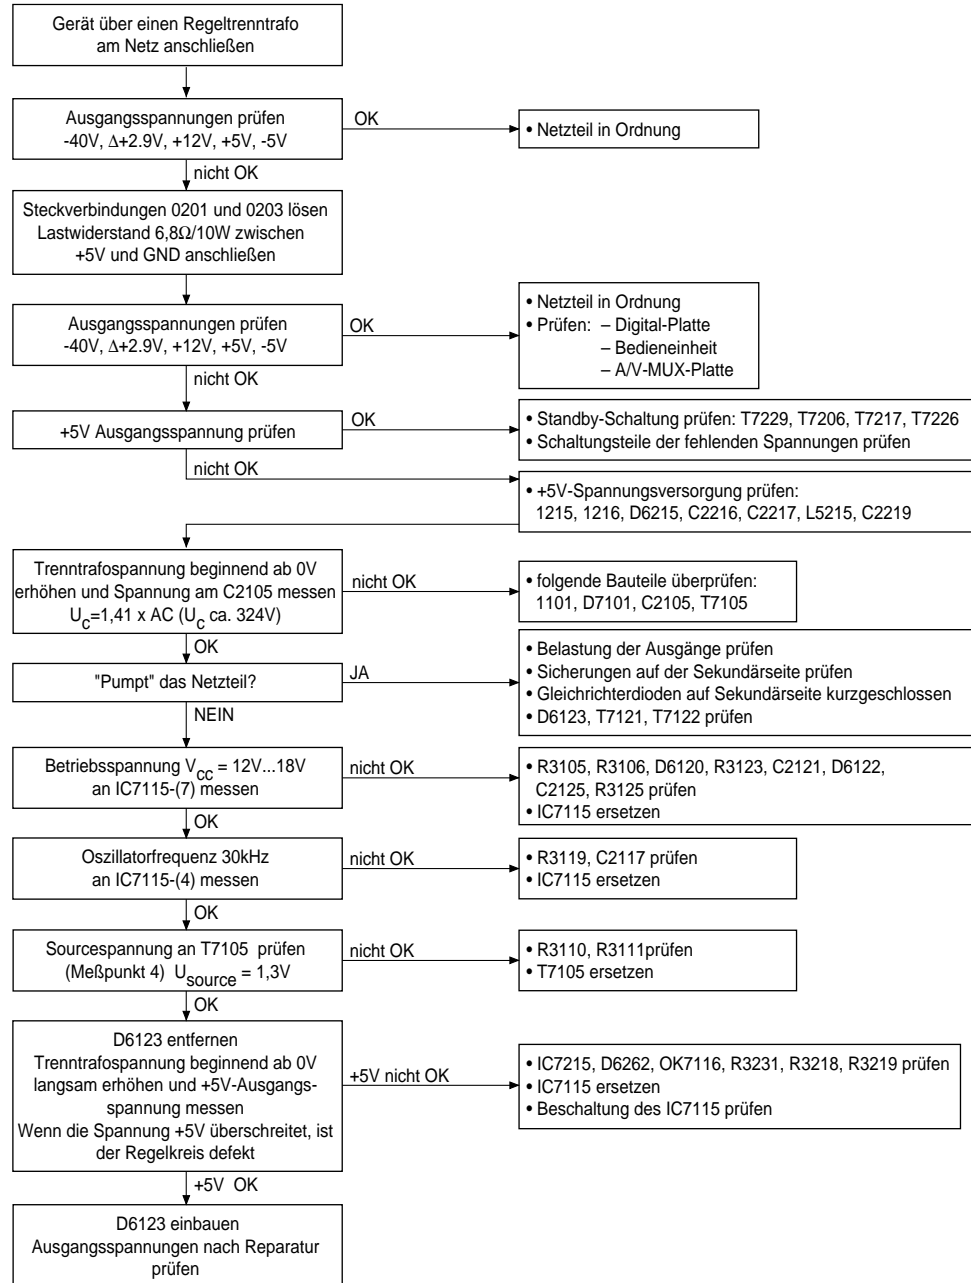 Gerät über einen Regeltrenntrafo
am Netz anschließen
Ausgangsspannungen prüfen
-40V, Δ+2.9V, +12V, +5V, -5V
OK
• Netzteil in Ordnung
nicht OK
Steckverbindungen 0201 und 0203 lösen
Lastwiderstand 6,8Ω/10W zwischen
+5V und GND anschließen
Ausgangsspannungen prüfen
-40V, Δ+2.9V, +12V, +5V, -5V
OK
• Netzteil in Ordnung
• Prüfen: – Digital-Platte
– Bedieneinheit
– A/V-MUX-Platte
nicht OK
+5V Ausgangsspannung prüfen
OK
• Standby-Schaltung prüfen: T7229, T7206, T7217, T7226
• Schaltungsteile der fehlenden Spannungen prüfen
nicht OK
• +5V-Spannungsversorgung prüfen:
1215, 1216, D6215, C2216, C2217, L5215, C2219
Trenntrafospannung beginnend ab 0V
erhöhen und Spannung am C2105 messen
UC=1,41 x AC (UC ca. 324V)
nicht OK
• folgende Bauteile überprüfen:
1101, D7101, C2105, T7105
OK
"Pumpt" das Netzteil?
JA
• Belastung der Ausgänge prüfen
• Sicherungen auf der Sekundärseite prüfen
• Gleichrichterdioden auf Sekundärseite kurzgeschlossen
• D6123, T7121, T7122 prüfen
NEIN
Betriebsspannung VCC = 12V...18V
an IC7115-(7) messen
nicht OK
• R3105, R3106, D6120, R3123, C2121, D6122,
C2125, R3125 prüfen
• IC7115 ersetzen
OK
Oszillatorfrequenz 30kHz
an IC7115-(4) messen
nicht OK
• R3119, C2117 prüfen
• IC7115 ersetzen
OK
Sourcespannung an T7105 prüfen
(Meßpunkt 4) Usource = 1,3V
nicht OK
• R3110, R3111prüfen
• T7105 ersetzen
OK
D6123 entfernen
Trenntrafospannung beginnend ab 0V
langsam erhöhen und +5V-Ausgangs-
spannung messen
Wenn die Spannung +5V überschreitet, ist
der Regelkreis defekt
+5V nicht OK
• IC7215, D6262, OK7116, R3231, R3218, R3219 prüfen
• IC7115 ersetzen
• Beschaltung des IC7115 prüfen
+5V OK
D6123 einbauen
Ausgangsspannungen nach Reparatur
prüfen